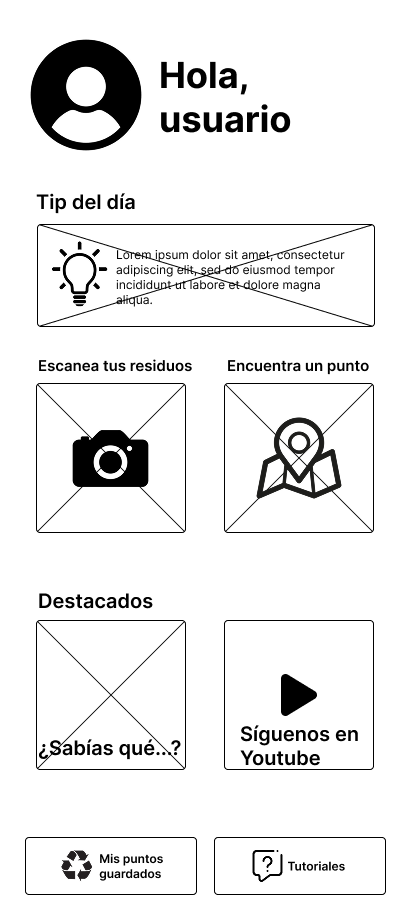 Hola,
usuario
Tip del día
Lorem ipsum dolor sit amet, consectetur
adipiscing elit, sed do eiusmod tempor
incididunt ut labore et dolore magna
aliqua.
Escanea tus residuos
Encuentra un punto
Destacados
¿Sabías qué...?
Síguenos en
Youtube
Mis puntos
guardados
Tutoriales